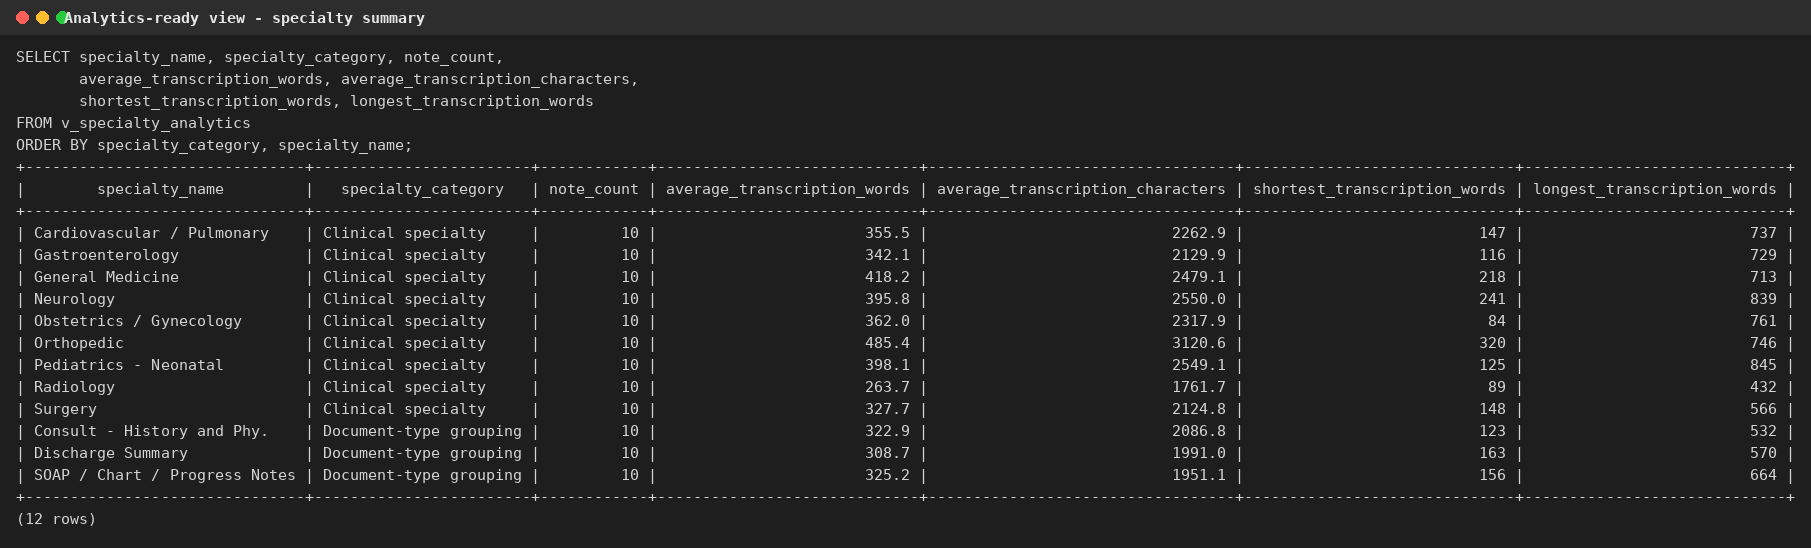 Analytics-ready view - specialty summary
SELECT specialty_name, specialty_category, note_count,
       average_transcription_words, average_transcription_characters,
       shortest_transcription_words, longest_transcription_words
FROM v_specialty_analytics
ORDER BY specialty_category, specialty_name;
+-------------------------------+------------------------+------------+-----------------------------+----------------------------------+------------------------------+-----------------------------+
|        specialty_name         |   specialty_category   | note_count | average_transcription_words | average_transcription_characters | shortest_transcription_words | longest_transcription_words |
+-------------------------------+------------------------+------------+-----------------------------+----------------------------------+------------------------------+-----------------------------+
| Cardiovascular / Pulmonary    | Clinical specialty     |         10 |                       355.5 |                           2262.9 |                          147 |                         737 |
| Gastroenterology              | Clinical specialty     |         10 |                       342.1 |                           2129.9 |                          116 |                         729 |
| General Medicine              | Clinical specialty     |         10 |                       418.2 |                           2479.1 |                          218 |                         713 |
| Neurology                     | Clinical specialty     |         10 |                       395.8 |                           2550.0 |                          241 |                         839 |
| Obstetrics / Gynecology       | Clinical specialty     |         10 |                       362.0 |                           2317.9 |                           84 |                         761 |
| Orthopedic                    | Clinical specialty     |         10 |                       485.4 |                           3120.6 |                          320 |                         746 |
| Pediatrics - Neonatal         | Clinical specialty     |         10 |                       398.1 |                           2549.1 |                          125 |                         845 |
| Radiology                     | Clinical specialty     |         10 |                       263.7 |                           1761.7 |                           89 |                         432 |
| Surgery                       | Clinical specialty     |         10 |                       327.7 |                           2124.8 |                          148 |                         566 |
| Consult - History and Phy.    | Document-type grouping |         10 |                       322.9 |                           2086.8 |                          123 |                         532 |
| Discharge Summary             | Document-type grouping |         10 |                       308.7 |                           1991.0 |                          163 |                         570 |
| SOAP / Chart / Progress Notes | Document-type grouping |         10 |                       325.2 |                           1951.1 |                          156 |                         664 |
+-------------------------------+------------------------+------------+-----------------------------+----------------------------------+------------------------------+-----------------------------+
(12 rows)